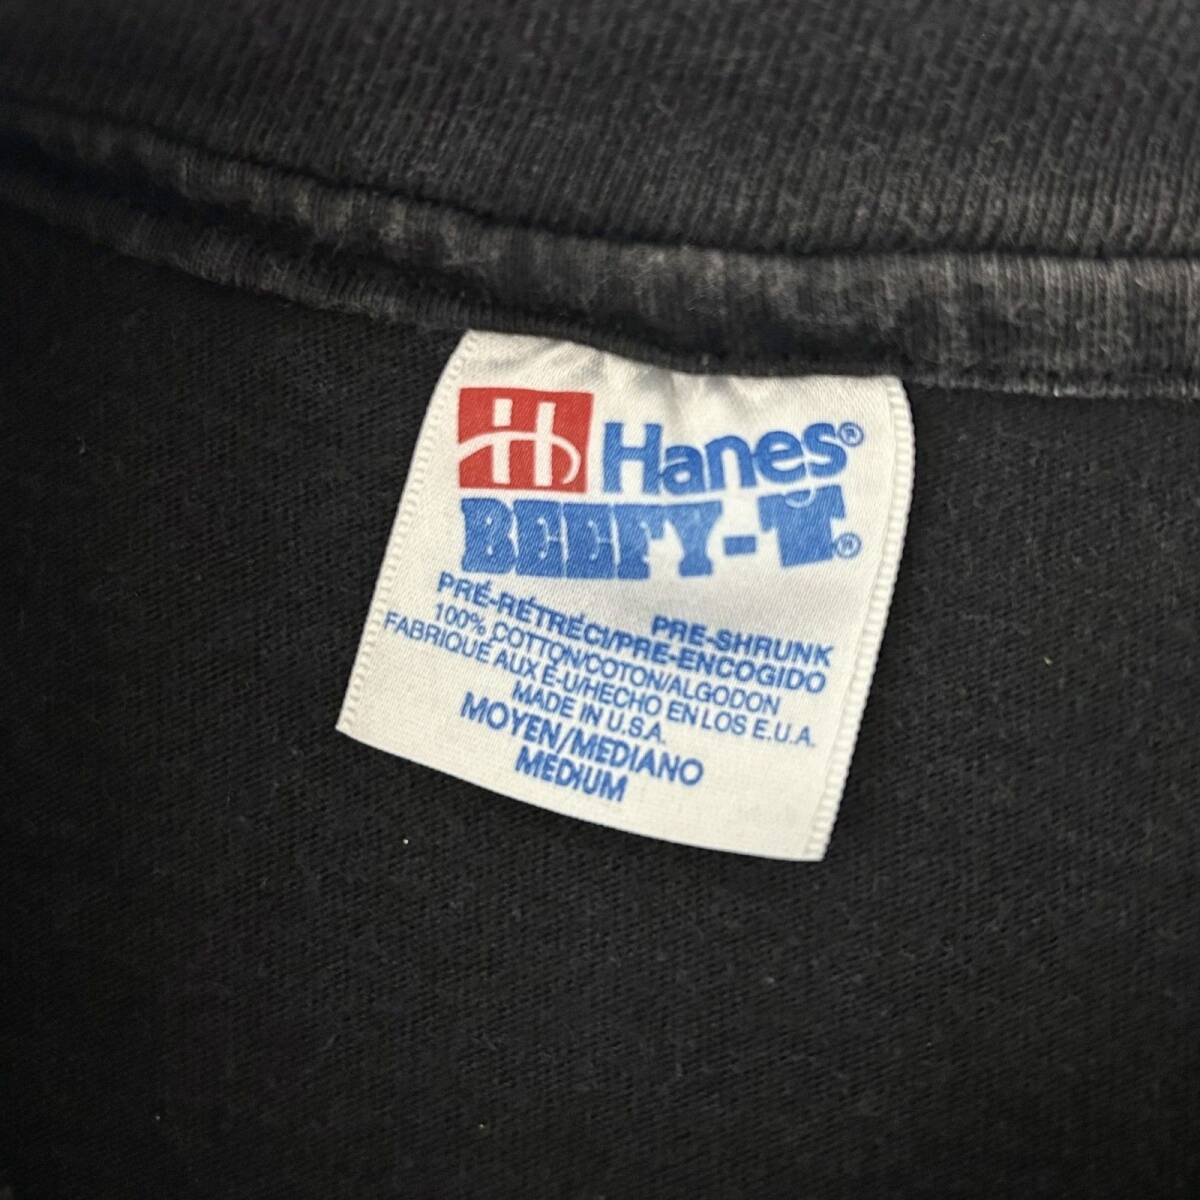 H Hanes®
BEEFY-T®
PRE-SHRUNK
PRÉ-RÉTRÉCI/PRE-ENCOGIDO
100% COTTON/COTON/ALGODON
FABRIQUÉ AUX É-U/HECHO EN LOS E.U.A.
MADE IN U.S.A.
MOYEN/MEDIANO
MEDIUM